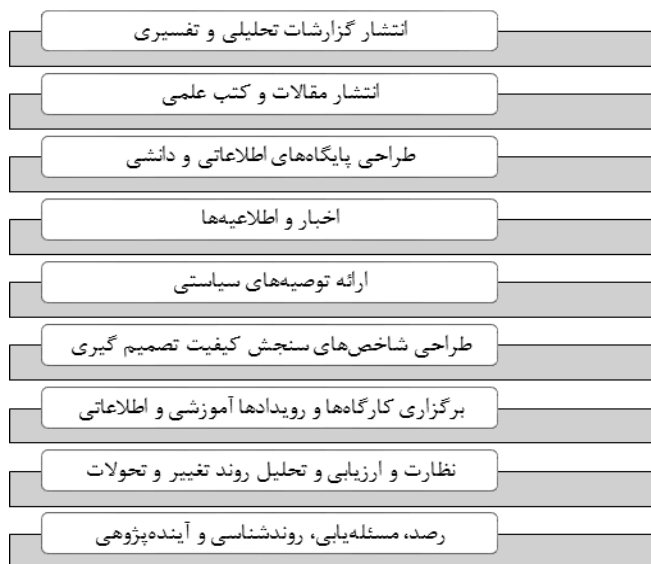 انتشار گزارشات تحلیلی و تفسیری
انتشار مقالات و کتب علمی
طراحی پایگاه‌های اطلاعاتی و دانشی
اخبار و اطلاعیه‌ها
ارائه توصیه‌های سیاستی
طراحی شاخص‌های سنجش کیفیت تصمیم گیری
برگزاری کارگاه‌ها و رویدادها آموزشی و اطلاعاتی
نظارت و ارزیابی و تحلیل روند تغییر و تحولات
رصد، مسئله‌یابی، روندشناسی و آینده‌پژوهی